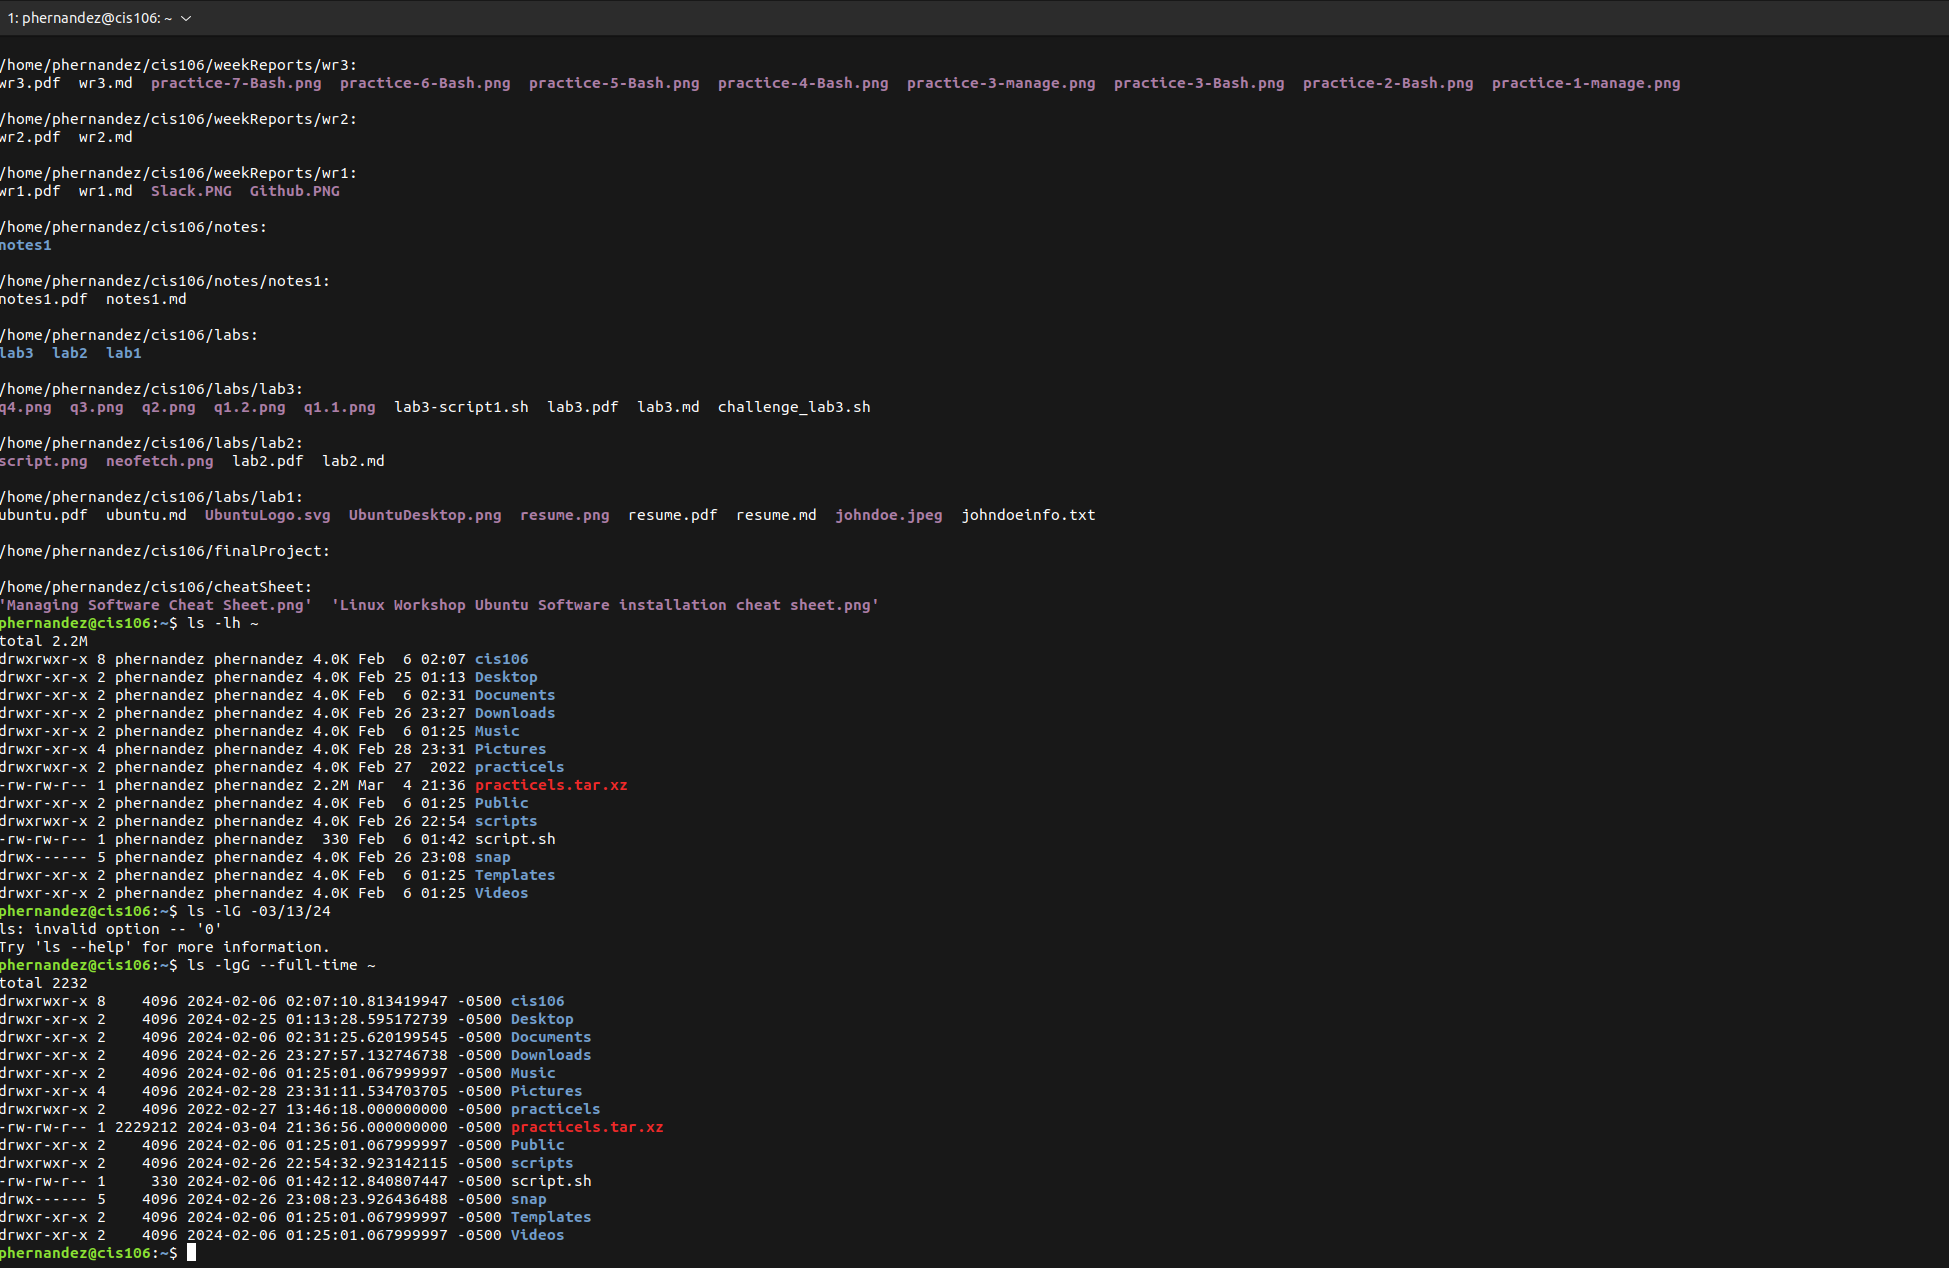 1: phernandez@cis106: ~
/home/phernandez/cis106/weekReports/wr3:
wr3.pdf  wr3.md  practice-7-Bash.png  practice-6-Bash.png  practice-5-Bash.png  practice-4-Bash.png  practice-3-manage.png  practice-3-Bash.png  practice-2-Bash.png  practice-1-manage.png

/home/phernandez/cis106/weekReports/wr2:
wr2.pdf  wr2.md

/home/phernandez/cis106/weekReports/wr1:
wr1.pdf  wr1.md  Slack.PNG  Github.PNG

/home/phernandez/cis106/notes:
notes1

/home/phernandez/cis106/notes/notes1:
notes1.pdf  notes1.md

/home/phernandez/cis106/labs:
lab3  lab2  lab1

/home/phernandez/cis106/labs/lab3:
q4.png  q3.png  q2.png  q1.2.png  q1.1.png  lab3-script1.sh  lab3.pdf  lab3.md  challenge_lab3.sh

/home/phernandez/cis106/labs/lab2:
script.png  neofetch.png  lab2.pdf  lab2.md

/home/phernandez/cis106/labs/lab1:
ubuntu.pdf  ubuntu.md  UbuntuLogo.svg  UbuntuDesktop.png  resume.png  resume.pdf  resume.md  johndoe.jpeg  johndoeinfo.txt

/home/phernandez/cis106/finalProject:

/home/phernandez/cis106/cheatSheet:
'Managing Software Cheat Sheet.png'  'Linux Workshop Ubuntu Software installation cheat sheet.png'
phernandez@cis106:~$ ls -lh ~
total 2.2M
drwxrwxr-x 8 phernandez phernandez 4.0K Feb  6 02:07 cis106
drwxr-xr-x 2 phernandez phernandez 4.0K Feb 25 01:13 Desktop
drwxr-xr-x 2 phernandez phernandez 4.0K Feb  6 02:31 Documents
drwxr-xr-x 2 phernandez phernandez 4.0K Feb 26 23:27 Downloads
drwxr-xr-x 2 phernandez phernandez 4.0K Feb  6 01:25 Music
drwxr-xr-x 4 phernandez phernandez 4.0K Feb 28 23:31 Pictures
drwxrwxr-x 2 phernandez phernandez 4.0K Feb 27  2022 practicels
-rw-rw-r-- 1 phernandez phernandez 2.2M Mar  4 21:36 practicels.tar.xz
drwxr-xr-x 2 phernandez phernandez 4.0K Feb  6 01:25 Public
drwxrwxr-x 2 phernandez phernandez 4.0K Feb 26 22:54 scripts
-rw-rw-r-- 1 phernandez phernandez  330 Feb  6 01:42 script.sh
drwx------ 5 phernandez phernandez 4.0K Feb 26 23:08 snap
drwxr-xr-x 2 phernandez phernandez 4.0K Feb  6 01:25 Templates
drwxr-xr-x 2 phernandez phernandez 4.0K Feb  6 01:25 Videos
phernandez@cis106:~$ ls -lG -03/13/24
ls: invalid option -- '0'
Try 'ls --help' for more information.
phernandez@cis106:~$ ls -lgG --full-time ~
total 2232
drwxrwxr-x 8    4096 2024-02-06 02:07:10.813419947 -0500 cis106
drwxr-xr-x 2    4096 2024-02-25 01:13:28.595172739 -0500 Desktop
drwxr-xr-x 2    4096 2024-02-06 02:31:25.620199545 -0500 Documents
drwxr-xr-x 2    4096 2024-02-26 23:27:57.132746738 -0500 Downloads
drwxr-xr-x 2    4096 2024-02-06 01:25:01.067999997 -0500 Music
drwxr-xr-x 4    4096 2024-02-28 23:31:11.534703705 -0500 Pictures
drwxrwxr-x 2    4096 2022-02-27 13:46:18.000000000 -0500 practicels
-rw-rw-r-- 1 2229212 2024-03-04 21:36:56.000000000 -0500 practicels.tar.xz
drwxr-xr-x 2    4096 2024-02-06 01:25:01.067999997 -0500 Public
drwxrwxr-x 2    4096 2024-02-26 22:54:32.923142115 -0500 scripts
-rw-rw-r-- 1     330 2024-02-06 01:42:12.840807447 -0500 script.sh
drwx------ 5    4096 2024-02-26 23:08:23.926436488 -0500 snap
drwxr-xr-x 2    4096 2024-02-06 01:25:01.067999997 -0500 Templates
drwxr-xr-x 2    4096 2024-02-06 01:25:01.067999997 -0500 Videos
phernandez@cis106:~$